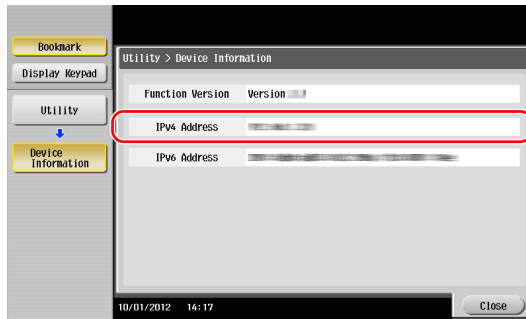 Bookmark
Display Keypad
Utility
Device
Information
Utility > Device Information
Function Version Version
IPv4 Address
IPv6 Address
10/01/2012 14:17
Close